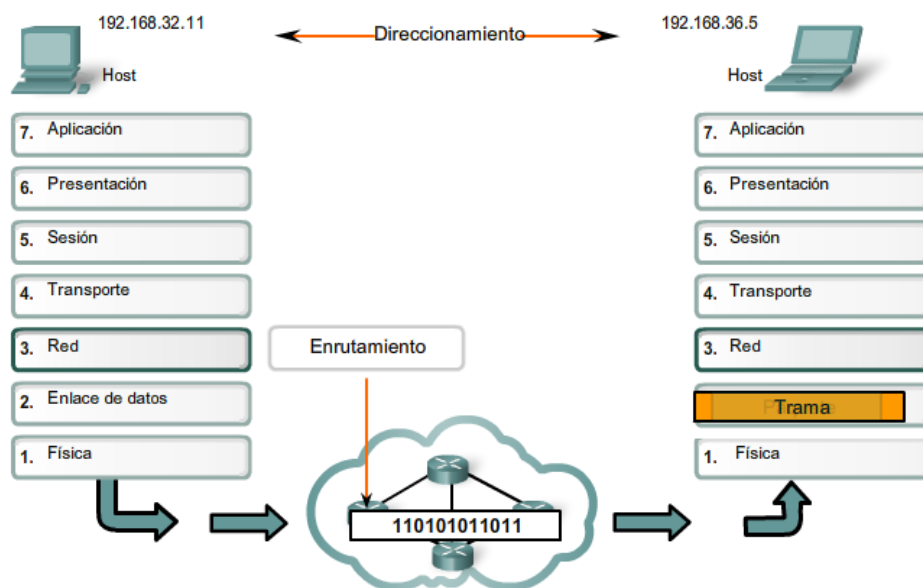 192.168.32.11
Direccionamiento
192.168.36.5
Host
Host
7. Aplicación
7. Aplicación
6. Presentación
6. Presentación
5. Sesión
5. Sesión
4. Transporte
4. Transporte
3. Red
Enrutamiento
3. Red
2. Enlace de datos
Trama
1. Física
1. Física
110101011011